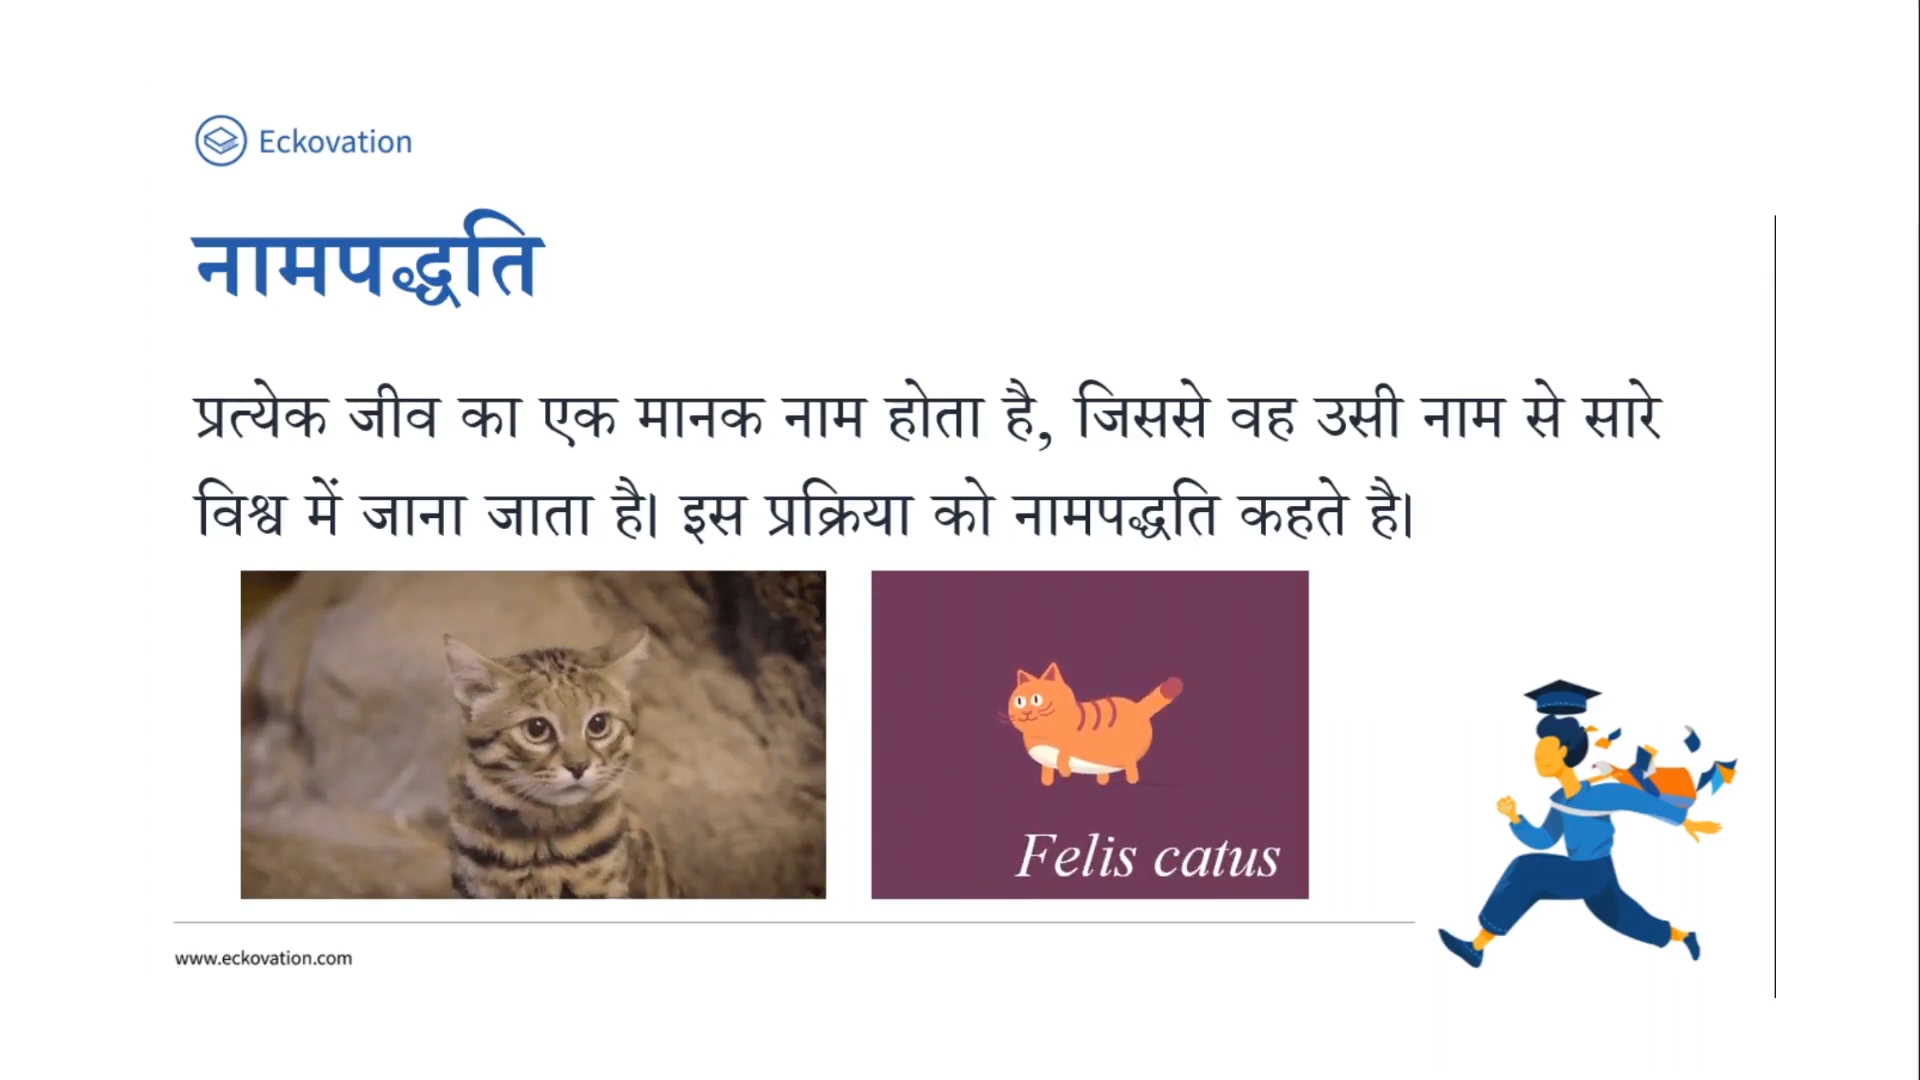 Eckovation
नामपद्धति
प्रत्येक जीव का एक मानक नाम होता है, जिससे वह उसी नाम से सारे
विश्व में जाना जाता है। इस प्रक्रिया को नामपद्धति कहते है।
Felis catus
www.eckovation.com